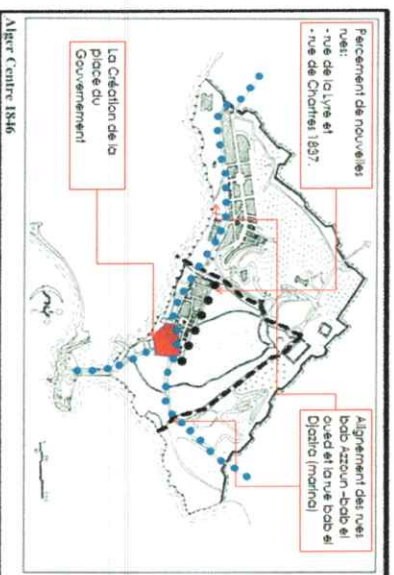 Percement de nouvelles
rues:
- rue de la Lyre et
- rue de Chartres 1837.
Alignement des rues
bab Azzoun -bab el
oued et la rue bab el
Djazira (marina)
La Création de la
place du
Gouvernement
Alger Centre 1846